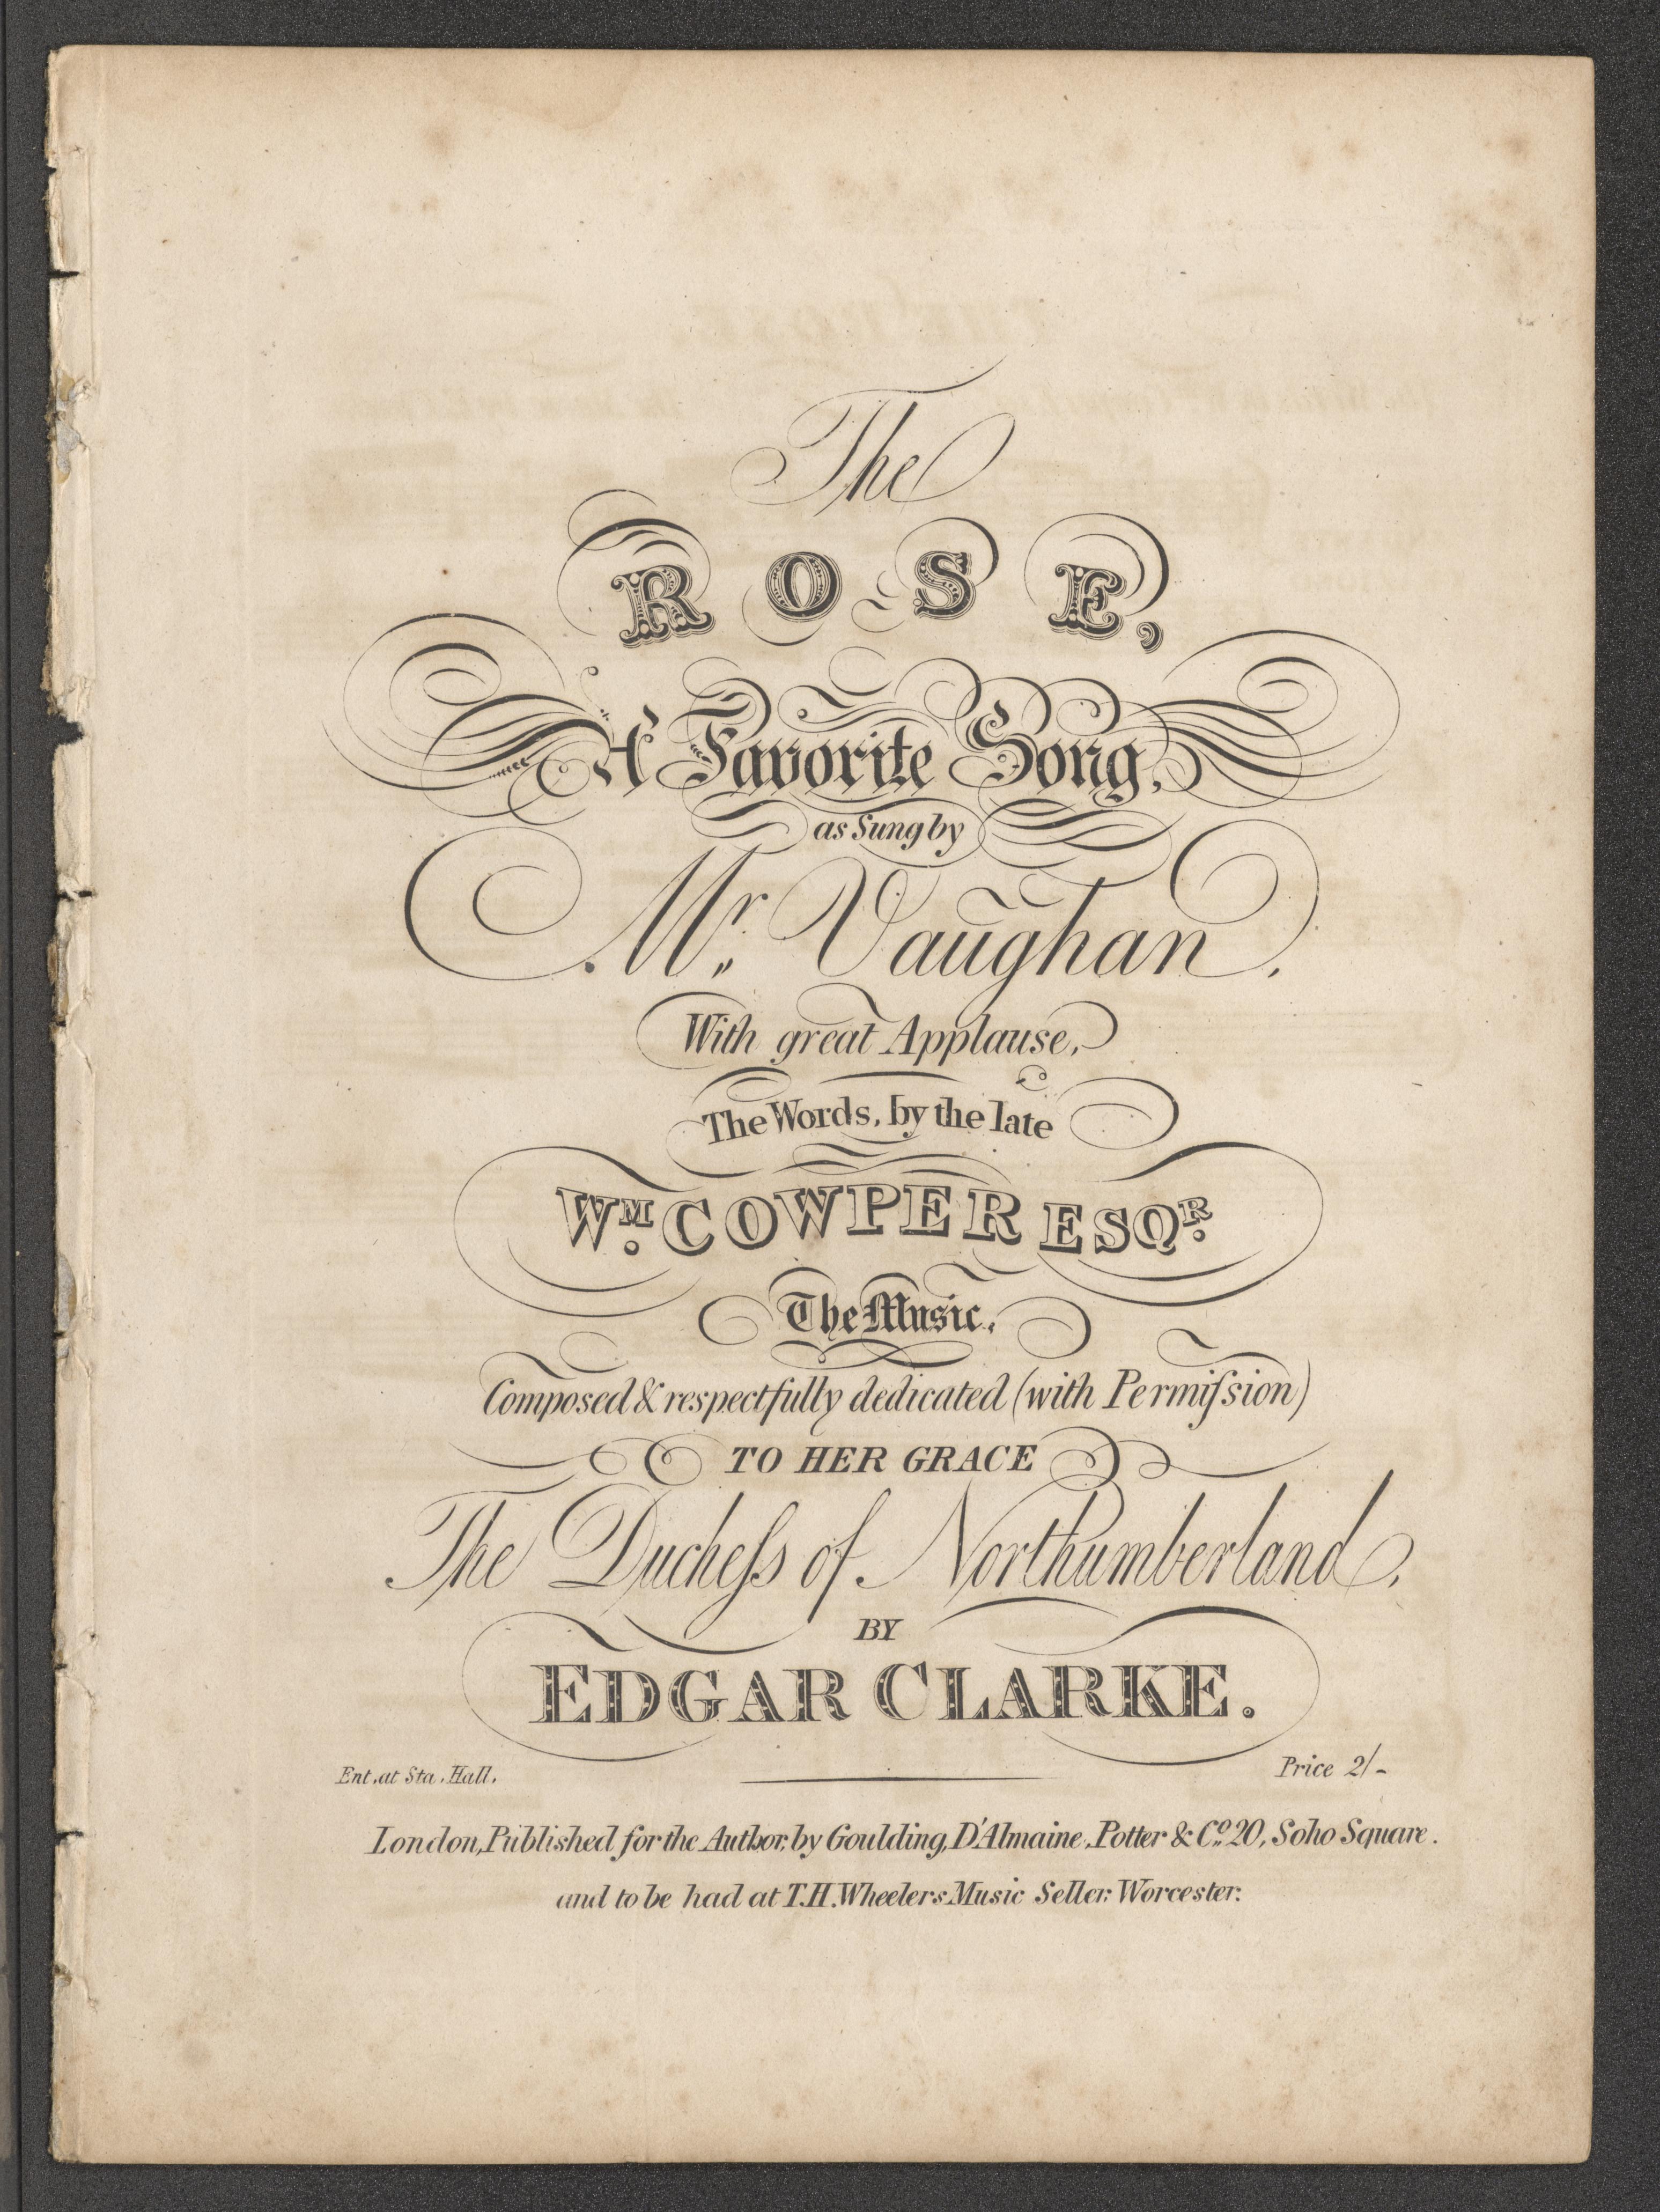 The
ROSE,
A Favorite Song,
as Sung by
Mr. Vaughan.
With great Applause,
The Words, by the late
WM. COWPER ESQR.
The Music,
Composed & respectfully dedicated (with Permiſsion)
TO HER GRACE
The Ducheſs of Northumberland,
BY
EDGAR CLARKE.
Ent. at Sta. Hall. Price 2/-
London, Published for the Author, by Goulding, D'Almaine, Potter & Co. 20, Soho Square.
and to be had at T.H. Wheelers Music Seller, Worcester.